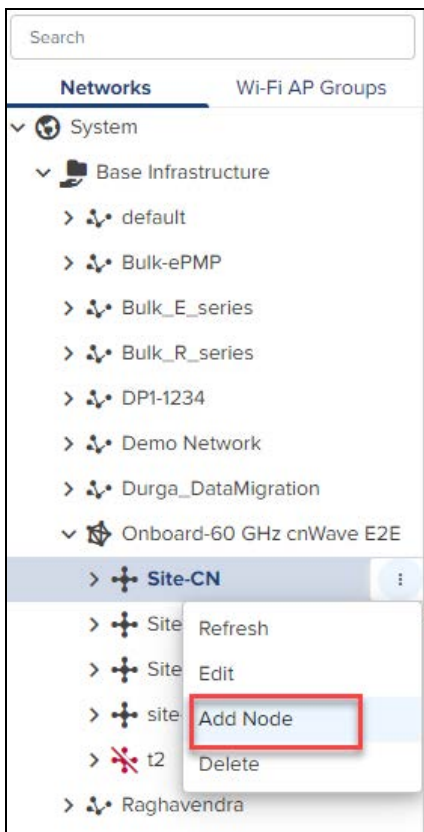 Search
Networks Wi-Fi AP Groups
System
Base Infrastructure
default
Bulk-ePMP
Bulk_E_series
Bulk_R_series
DP1-1234
Demo Network
Durga_DataMigration
Onboard-60 GHz cnWave E2E
Site-CN
Site
Refresh
Site
Edit
site
Add Node
t2
Delete
Raghavendra